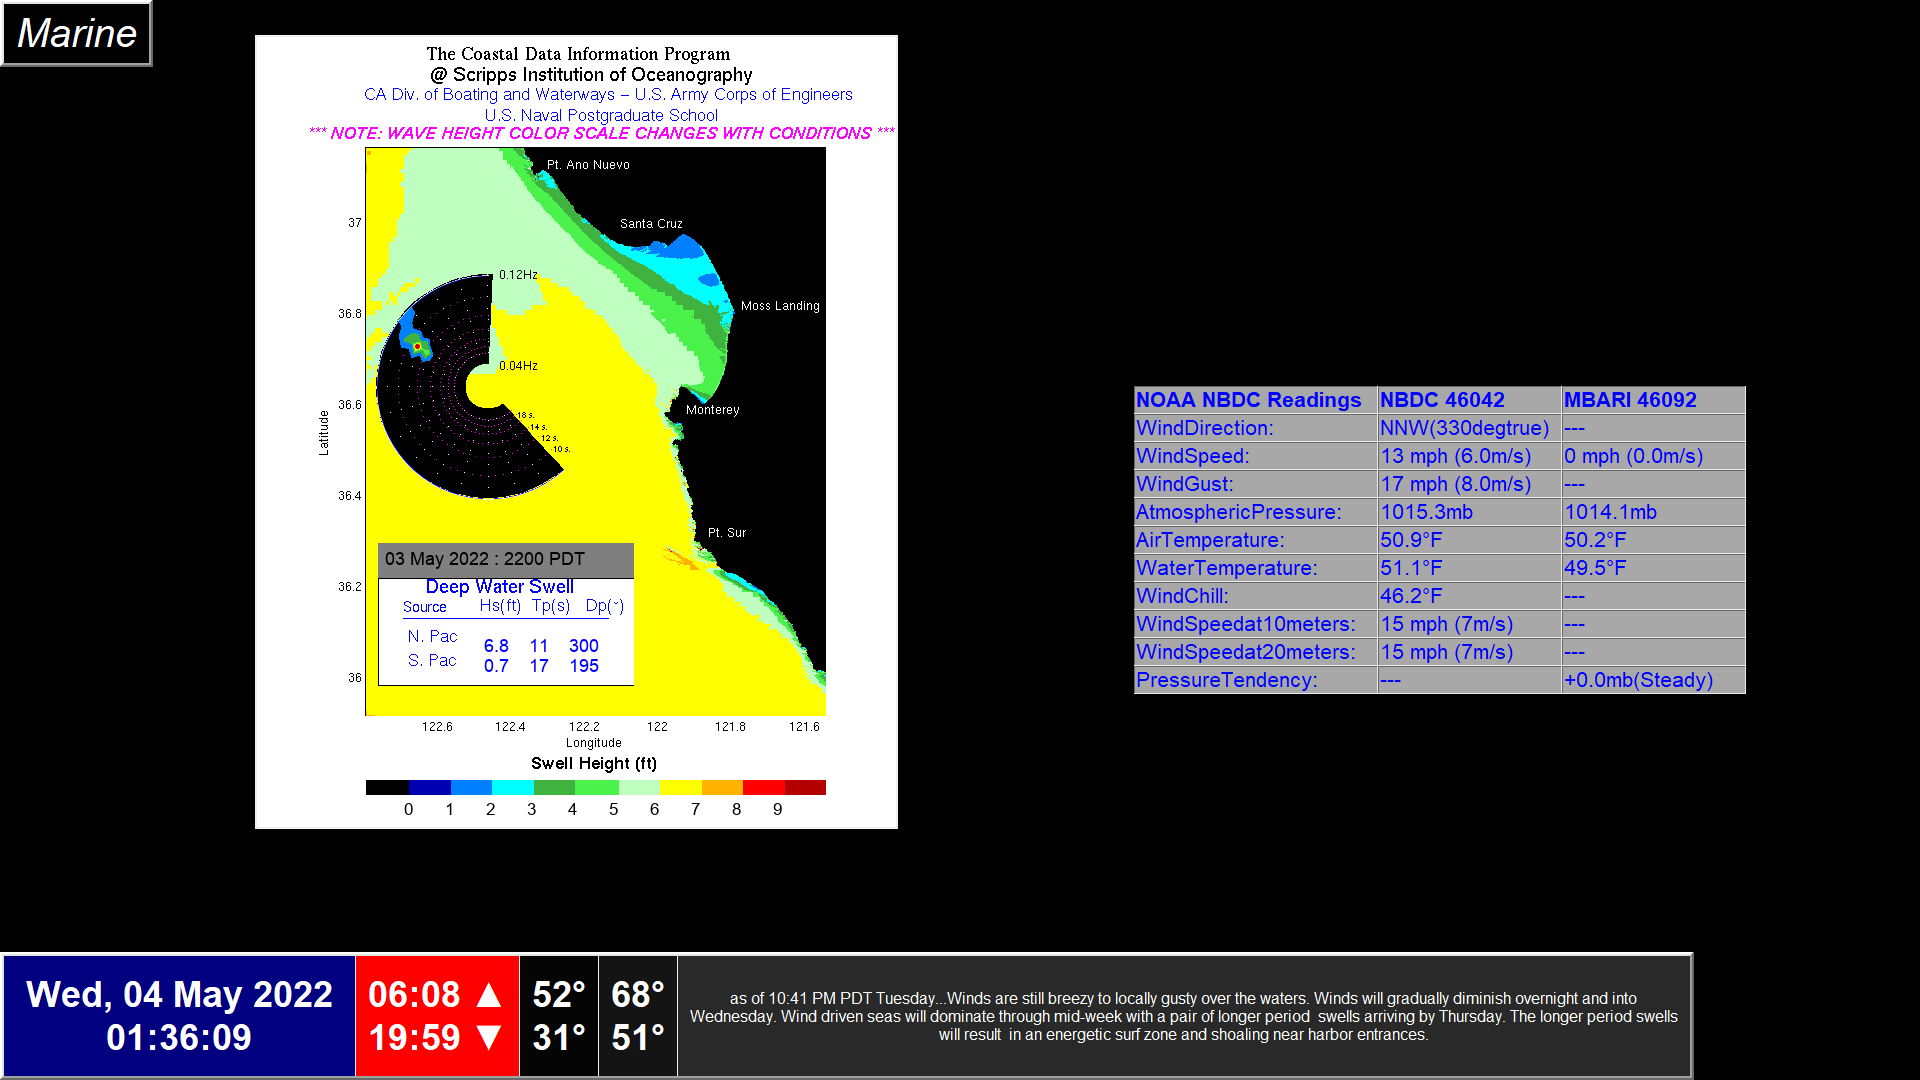 Marine
The Coastal Data Information Program
@ Scripps Institution of Oceanography
CA Div. of Boating and Waterways – U.S. Army Corps of Engineers
U.S. Naval Postgraduate School
*** NOTE: WAVE HEIGHT COLOR SCALE CHANGES WITH CONDITIONS ***
Pt. Ano Nuevo
Santa Cruz
Moss Landing
Monterey
Pt. Sur
0.12Hz
0.04Hz
18 s.
14 s.
12 s.
10 s.
Latitude
37
36.8
36.6
36.4
36.2
36
03 May 2022 : 2200 PDT
Deep Water Swell
Source Hs(ft) Tp(s) Dp(˘)
N. Pac 6.8 11 300
S. Pac 0.7 17 195
122.6 122.4 122.2 122 121.8 121.6
Longitude
Swell Height (ft)
0 1 2 3 4 5 6 7 8 9
NOAA NBDC Readings NBDC 46042 MBARI 46092
WindDirection: NNW(330degtrue) ---
WindSpeed: 13 mph (6.0m/s) 0 mph (0.0m/s)
WindGust: 17 mph (8.0m/s) ---
AtmosphericPressure: 1015.3mb 1014.1mb
AirTemperature: 50.9°F 50.2°F
WaterTemperature: 51.1°F 49.5°F
WindChill: 46.2°F ---
WindSpeedat10meters: 15 mph (7m/s) ---
WindSpeedat20meters: 15 mph (7m/s) ---
PressureTendency: --- +0.0mb(Steady)
Wed, 04 May 2022
01:36:09
06:08 ▲
19:59 ▼
52°
31°
68°
51°
as of 10:41 PM PDT Tuesday...Winds are still breezy to locally gusty over the waters. Winds will gradually diminish overnight and into
Wednesday. Wind driven seas will dominate through mid-week with a pair of longer period swells arriving by Thursday. The longer period swells
will result in an energetic surf zone and shoaling near harbor entrances.